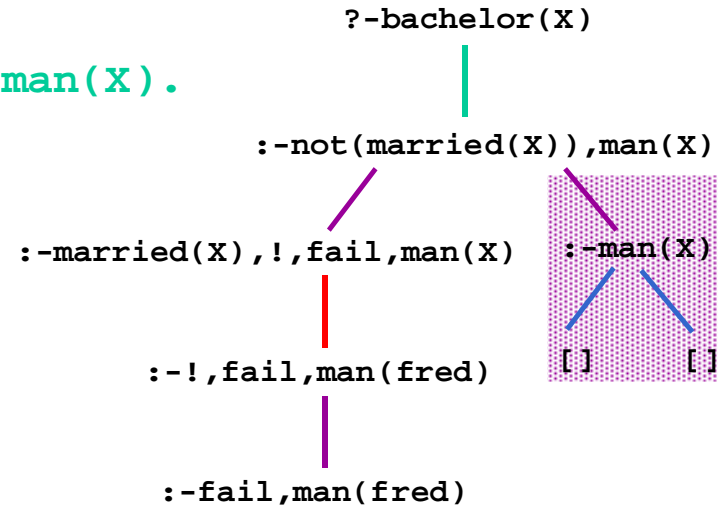 ?-bachelor(X)
man(X).
:-not(married(X)),man(X)
:-married(X),!,fail,man(X)
:-man(X)
:-!,fail,man(fred)
[]
[]
:-fail,man(fred)